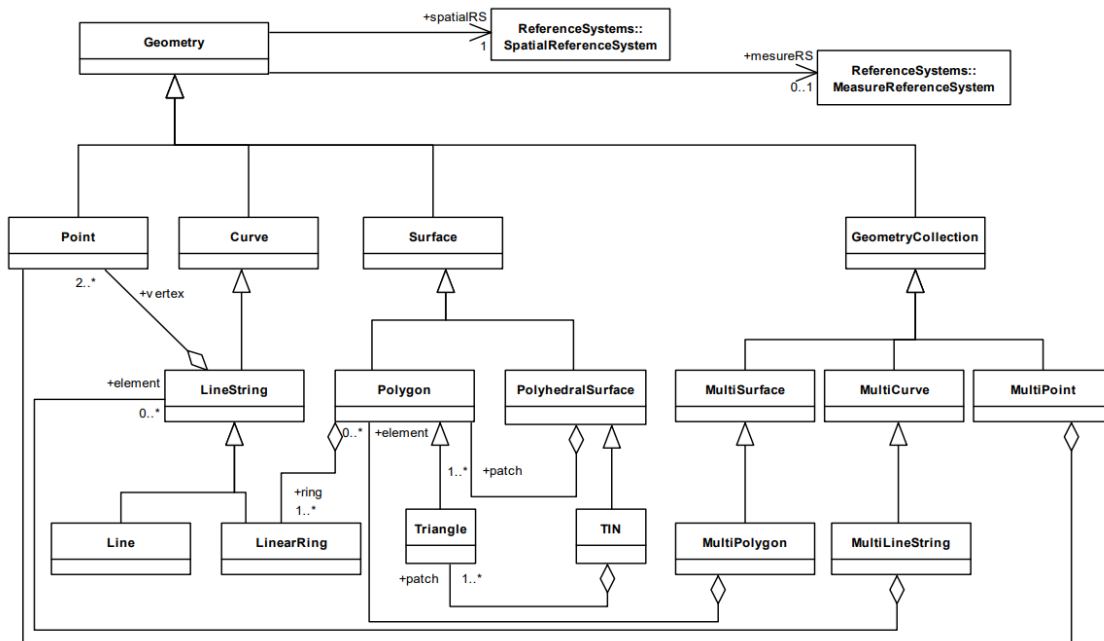 +spatialRS
1
ReferenceSystems::
SpatialReferenceSystem
Geometry
+mesureRS
0..1
ReferenceSystems::
MeasureReferenceSystem
Point
Curve
Surface
GeometryCollection
2..*
+vertex
+element
0..*
LineString
Polygon
PolyhedralSurface
MultiSurface
MultiCurve
MultiPoint
0..*
+element
1..*
+patch
+ring
1..*
Line
LinearRing
Triangle
TIN
MultiPolygon
MultiLineString
+patch
1..*